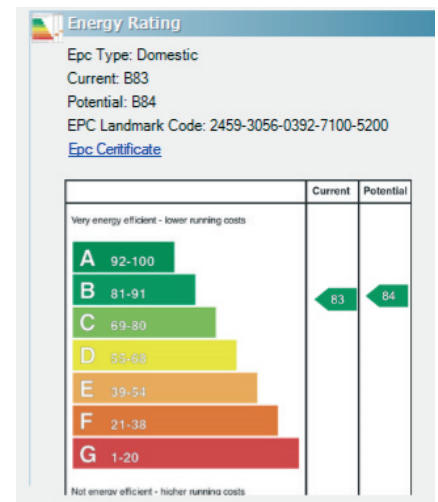 Energy Rating
Epc Type: Domestic
Current: B83
Potential: B84
EPC Landmark Code: 2459-3056-0392-7100-5200
Epc Ceritificate
Current Potential
Very energy efficient - lower running costs
A 92-100
B 81-91 83 84
C 69-80
D 55-68
E 39-54
F 21-38
G 1-20
Not energy efficient - higher running costs